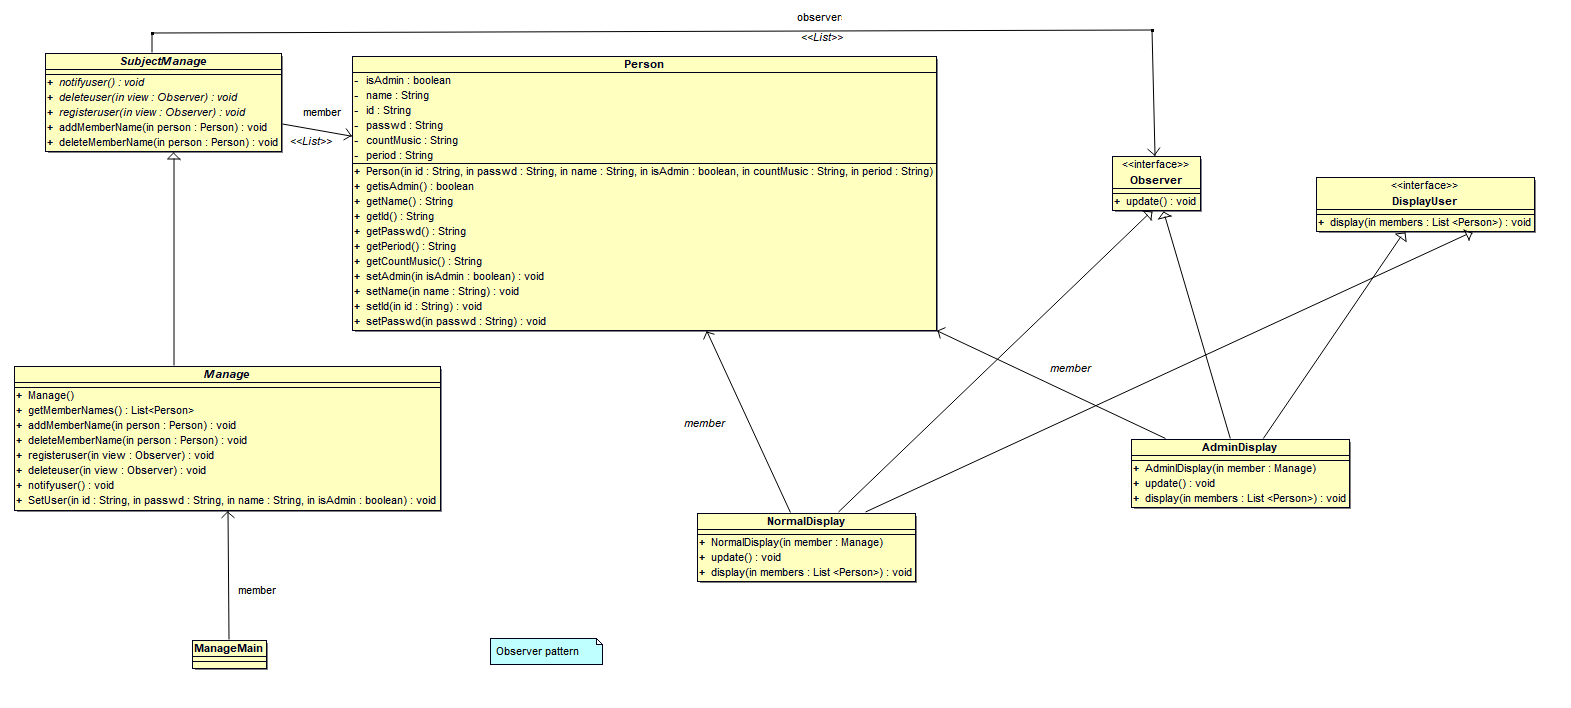 observer
<<List>>
SubjectManage
+ notifyuser() : void
+ deleteuser(in view : Observer) : void
+ registeruser(in view : Observer) : void
+ addMemberName(in person : Person) : void
+ deleteMemberName(in person : Person) : void
member
<<List>>
Person
- isAdmin : boolean
- name : String
- id : String
- passwd : String
- countMusic : String
- period : String
+ Person(in id : String, in passwd : String, in name : String, in isAdmin : boolean, in countMusic : String, in period : String)
+ getisAdmin() : boolean
+ getName() : String
+ getId() : String
+ getPasswd() : String
+ getPeriod() : String
+ getCountMusic() : String
+ setAdmin(in isAdmin : boolean) : void
+ setName(in name : String) : void
+ setId(in id : String) : void
+ setPasswd(in passwd : String) : void
<<interface>>
Observer
+ update() : void
<<interface>>
DisplayUser
+ display(in members : List <Person>) : void
Manage
+ Manage()
+ getMemberNames() : List<Person>
+ addMemberName(in person : Person) : void
+ deleteMemberName(in person : Person) : void
+ registeruser(in view : Observer) : void
+ deleteuser(in view : Observer) : void
+ notifyuser() : void
+ SetUser(in id : String, in passwd : String, in name : String, in isAdmin : boolean) : void
member
member
AdminDisplay
+ AdminlDisplay(in member : Manage)
+ update() : void
+ display(in members : List <Person>) : void
NormalDisplay
+ NormalDisplay(in member : Manage)
+ update() : void
+ display(in members : List <Person>) : void
member
ManageMain
Observer pattern